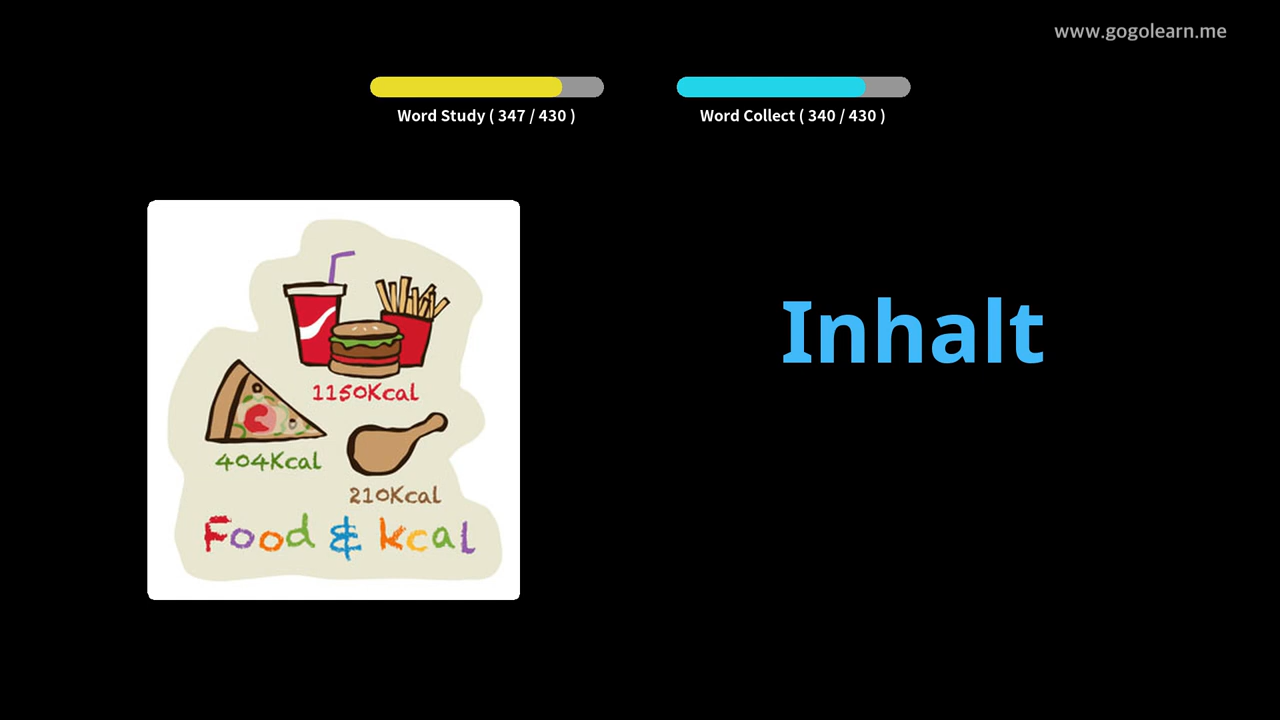 www.gogolearn.me
Word Study ( 347 / 430 )
Word Collect ( 340 / 430 )
Inhalt
1150Kcal
404Kcal
210Kcal
Food & kcal